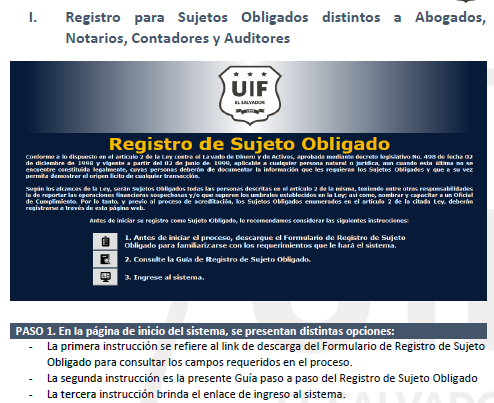 I. Registro para Sujetos Obligados distintos a Abogados,
Notarios, Contadores y Auditores
UIF
EL SALVADOR
Registro de Sujeto Obligado
Conforme a lo dispuesto en el artículo 2 de la Ley contra el Lavado de Dinero y de Activos, aprobada mediante decreto legislativo No. 498 de fecha 02
de diciembre de 1998 y vigente a partir del 02 de junio de 1999, aplicable a cualquier persona natural o jurídica, aun cuando esta última no se
encuentre constituida legalmente, cuyas personas deberán de documentar la información que les requieran los Sujetos Obligados y que a su vez
permita demostrar el origen lícito de cualquier transacción.
Según los alcances de la Ley, serán Sujetos Obligados todas las personas descritas en el artículo 2 de la misma, teniendo entre otras responsabilidades
la de reportar las operaciones financieras sospechosas y/o que superen los umbrales establecidos en la Ley; así como, nombrar y capacitar a un Oficial
de Cumplimiento. Por lo tanto, y previo al proceso de acreditación, los Sujetos Obligados enumerados en el artículo 2 de la citada Ley, deberán
registrarse a través de esta página web.
Antes de iniciar su registro como Sujeto Obligado, le recomendamos considerar las siguientes instrucciones:
1. Antes de iniciar el proceso, descargue el Formulario de Registro de Sujeto
Obligado para familiarizarse con los requerimientos que le hará el sistema.
2. Consulte la Guía de Registro de Sujeto Obligado.
3. Ingrese al sistema.
PASO 1. En la página de inicio del sistema, se presentan distintas opciones:
- La primera instrucción se refiere al link de descarga del Formulario de Registro de Sujeto
Obligado para consultar los campos requeridos en el proceso.
- La segunda instrucción es la presente Guía paso a paso del Registro de Sujeto Obligado
- La tercera instrucción brinda el enlace de ingreso al sistema.